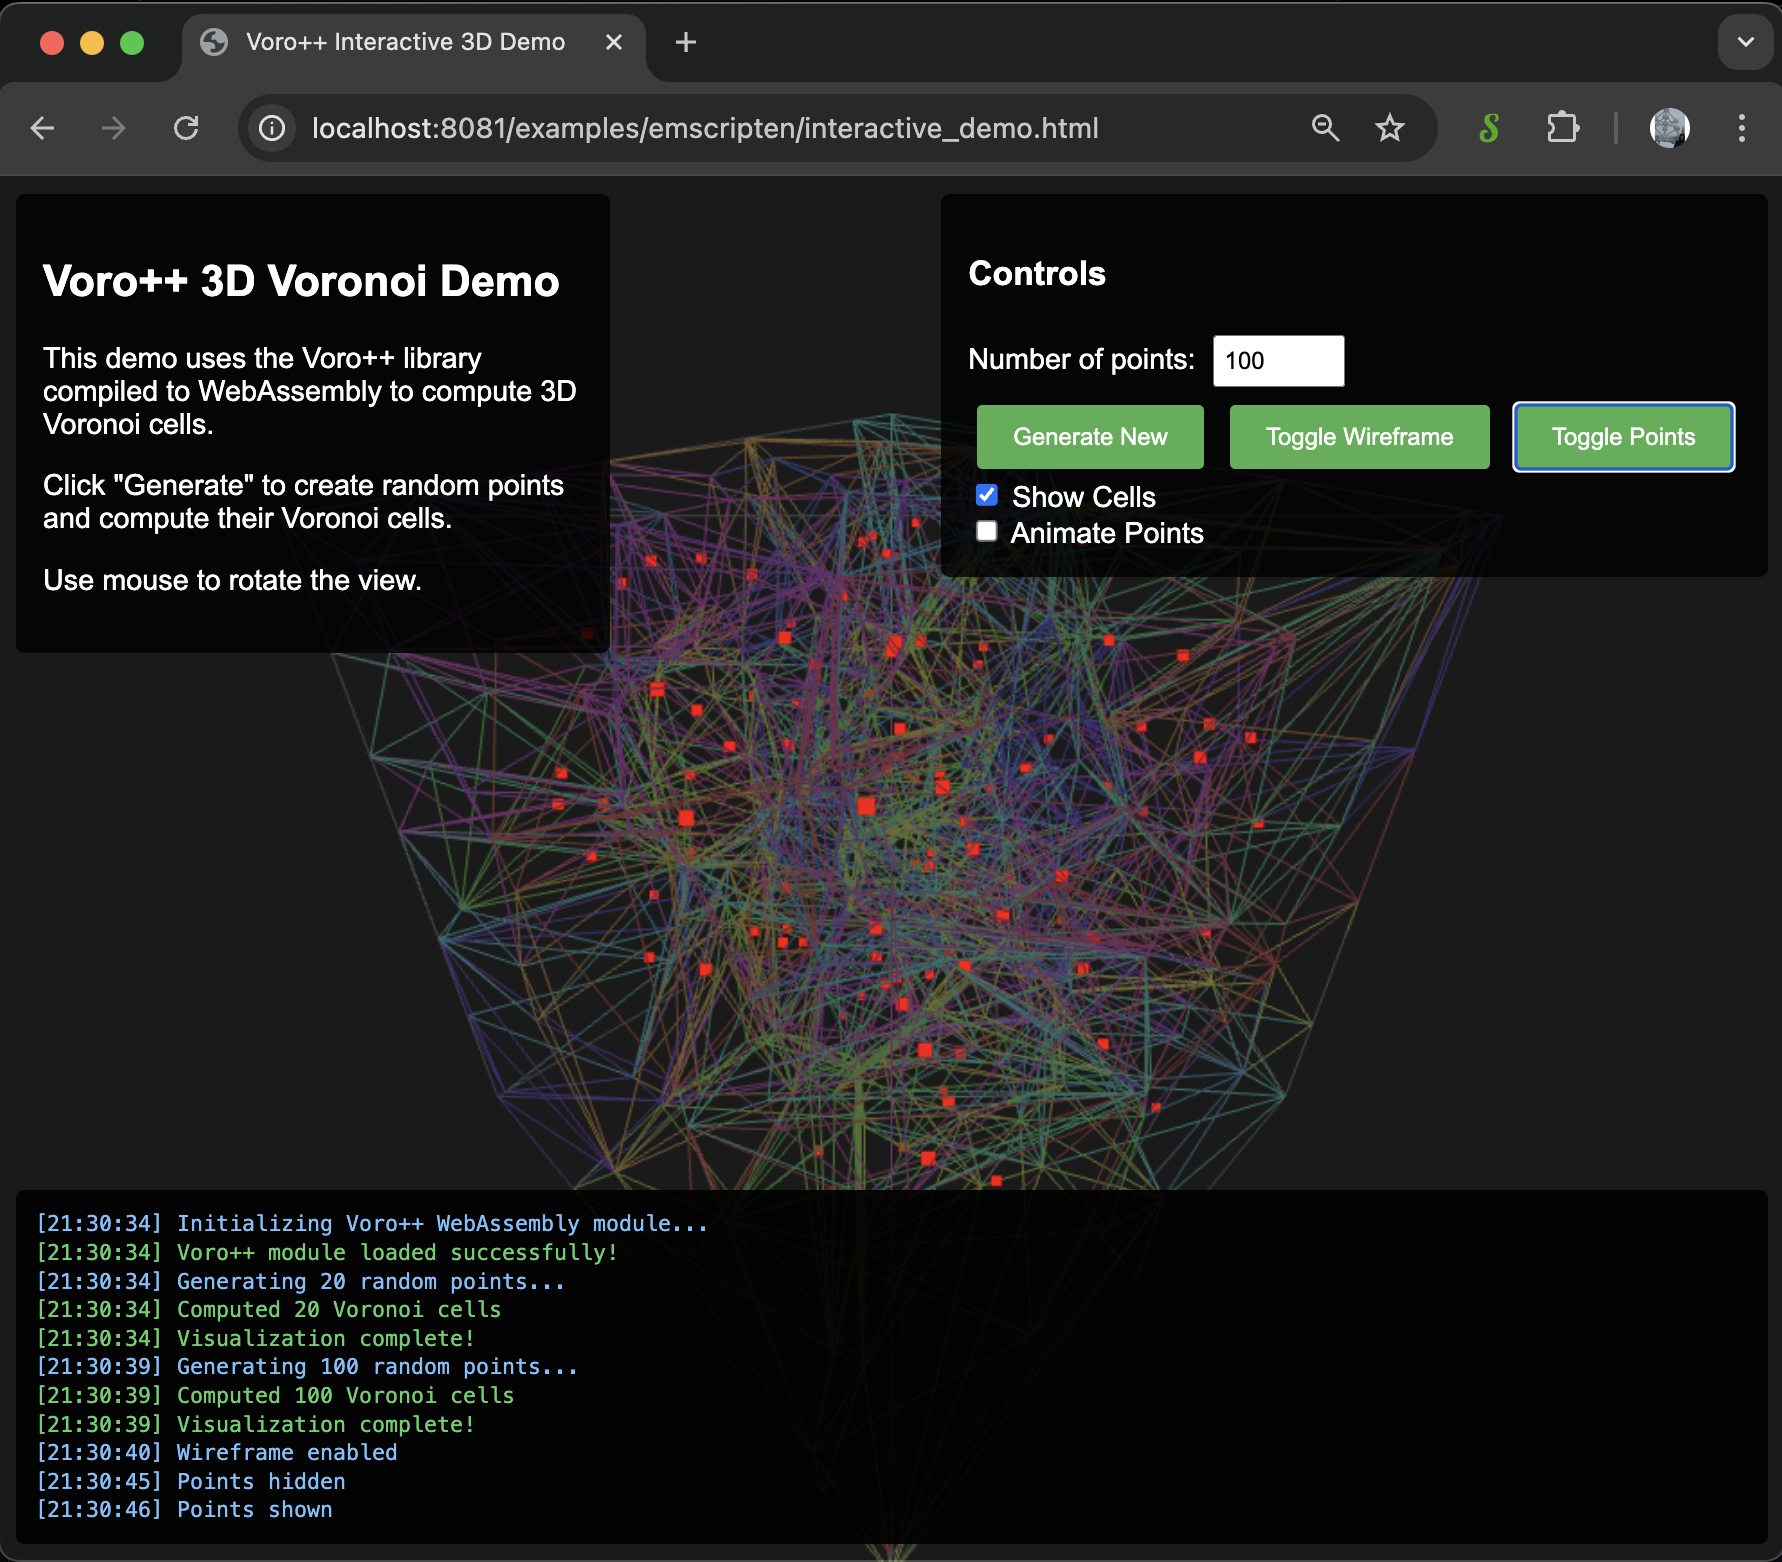 Voro++ Interactive 3D Demo
localhost:8081/examples/emscripten/interactive_demo.html
Voro++ 3D Voronoi Demo
This demo uses the Voro++ library
compiled to WebAssembly to compute 3D
Voronoi cells.
Click "Generate" to create random points
and compute their Voronoi cells.
Use mouse to rotate the view.
Controls
Number of points: 100
Generate New Toggle Wireframe Toggle Points
Show Cells
Animate Points
[21:30:34] Initializing Voro++ WebAssembly module...
[21:30:34] Voro++ module loaded successfully!
[21:30:34] Generating 20 random points...
[21:30:34] Computed 20 Voronoi cells
[21:30:34] Visualization complete!
[21:30:39] Generating 100 random points...
[21:30:39] Computed 100 Voronoi cells
[21:30:39] Visualization complete!
[21:30:40] Wireframe enabled
[21:30:45] Points hidden
[21:30:46] Points shown